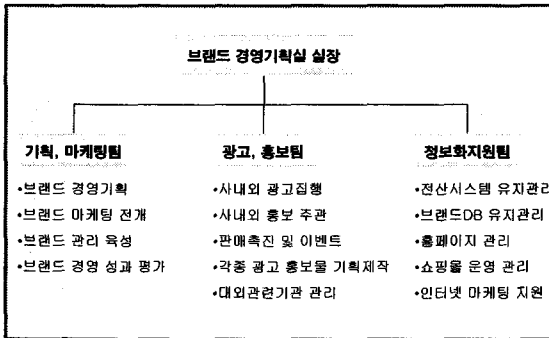 브랜드 경영기획실 실장
기획, 마케팅팀
•브랜드 경영기획
•브랜드 마케팅 전개
•브랜드 관리 육성
•브랜드 경영 성과 평가
광고, 홍보팀
•사내외 광고집행
•사내외 홍보 주관
•판매촉진 및 이벤트
•각종 광고 홍보물 기획제작
•대외관련기관 관리
정보화지원팀
•전산시스템 유지관리
•브랜드DB 유지관리
•홈페이지 관리
•쇼핑몰 운영 관리
•인터넷 마케팅 지원